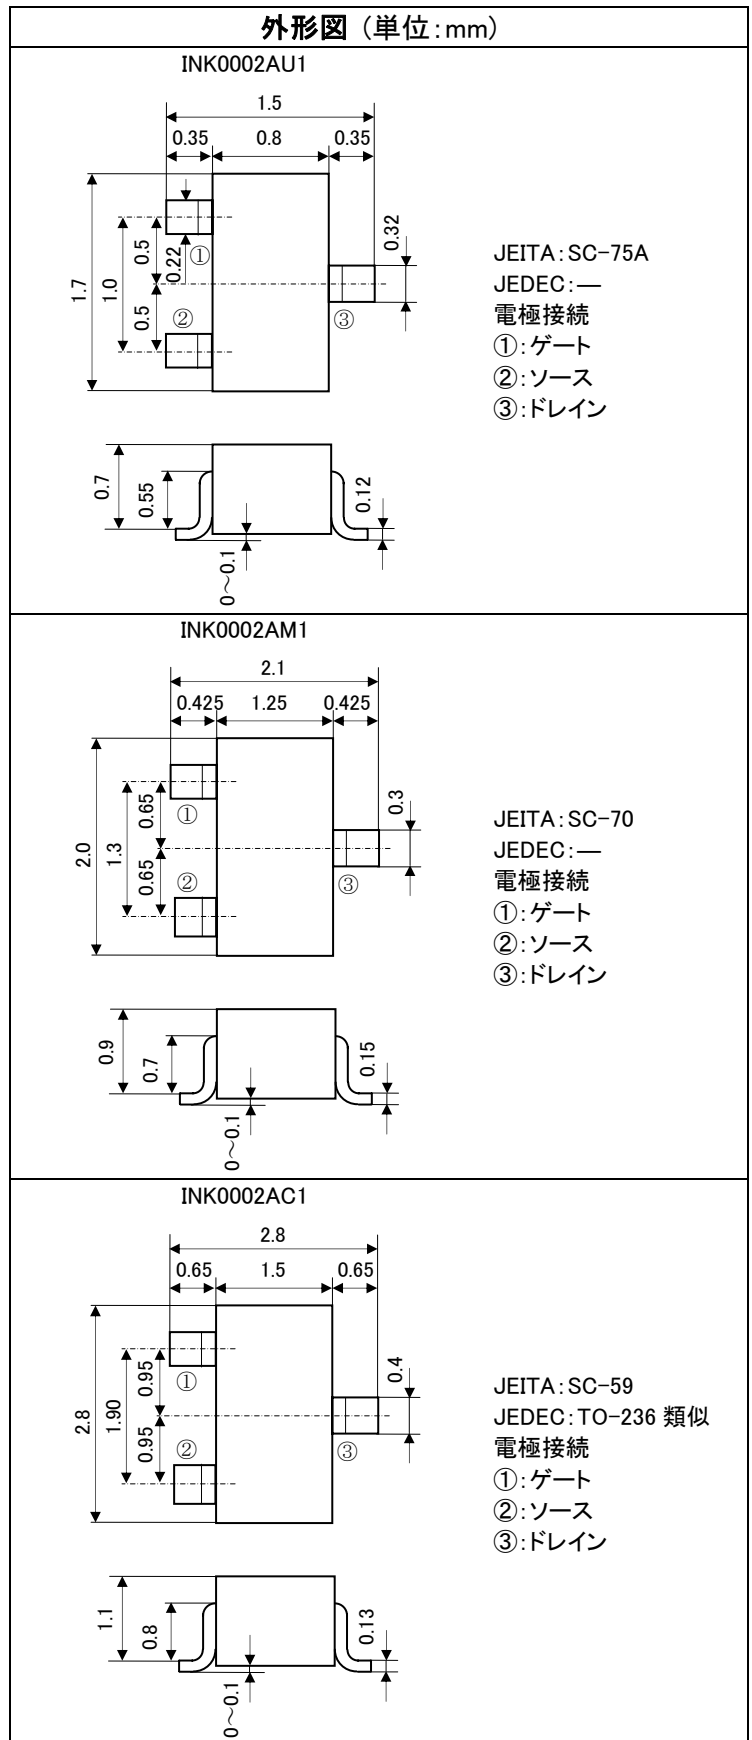 外形図（単位：mm）
INK0002AU1
1.5
0.35 0.8 0.35
1.7
1.0
0.5
0.5
0.22
①
②
③
0.32
JEITA：SC-75A
JEDEC：—
電極接続
①：ゲート
②：ソース
③：ドレイン
0.7
0.55
0～0.1
0.12
INK0002AM1
2.1
0.425 1.25 0.425
2.0
1.3
0.65
0.65
①
②
③
0.3
JEITA：SC-70
JEDEC：—
電極接続
①：ゲート
②：ソース
③：ドレイン
0.9
0.7
0～0.1
0.15
INK0002AC1
2.8
0.65 1.5 0.65
2.8
1.90
0.95
0.95
①
②
③
0.4
JEITA：SC-59
JEDEC：TO-236 類似
電極接続
①：ゲート
②：ソース
③：ドレイン
1.1
0.8
0～0.1
0.13